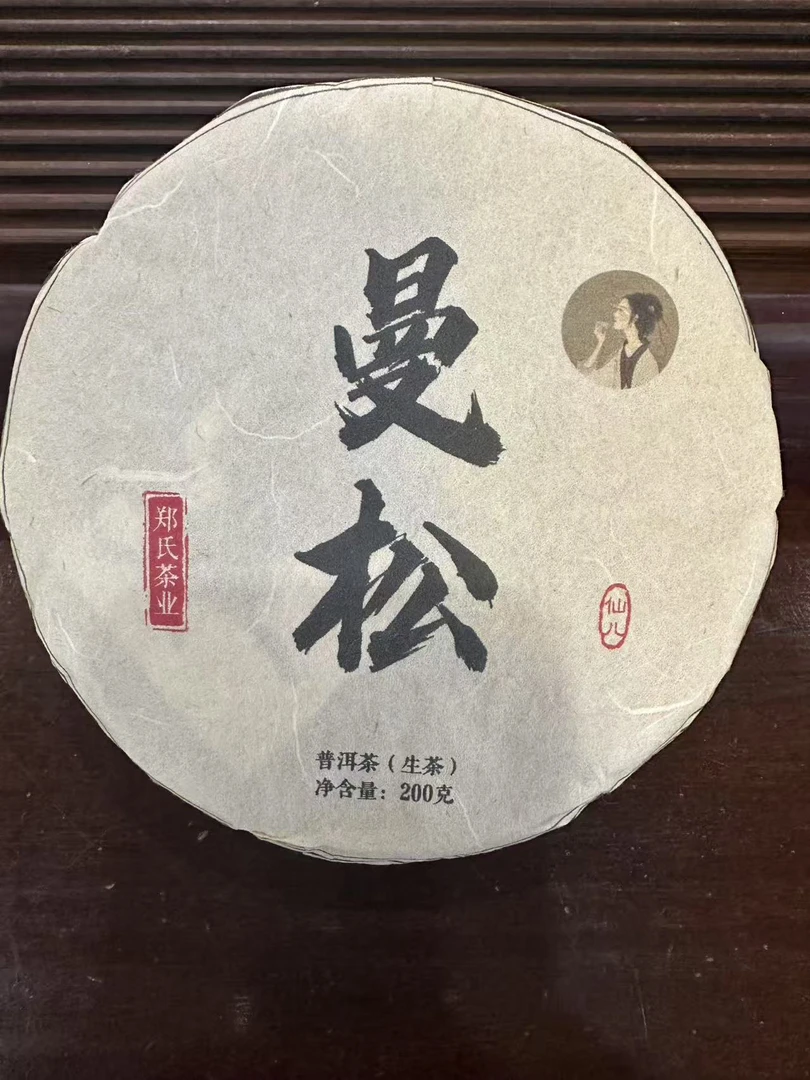 曼松
郑氏茶业
仙儿
普洱茶（生茶）
净含量：200克